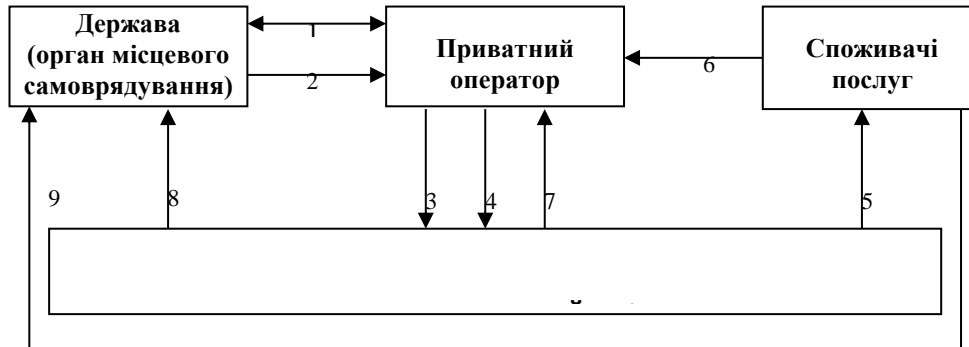 Держава
(орган місцевого
самоврядування)
1
2
Приватний
оператор
6
Споживачі
послуг
9
8
3
4
7
5